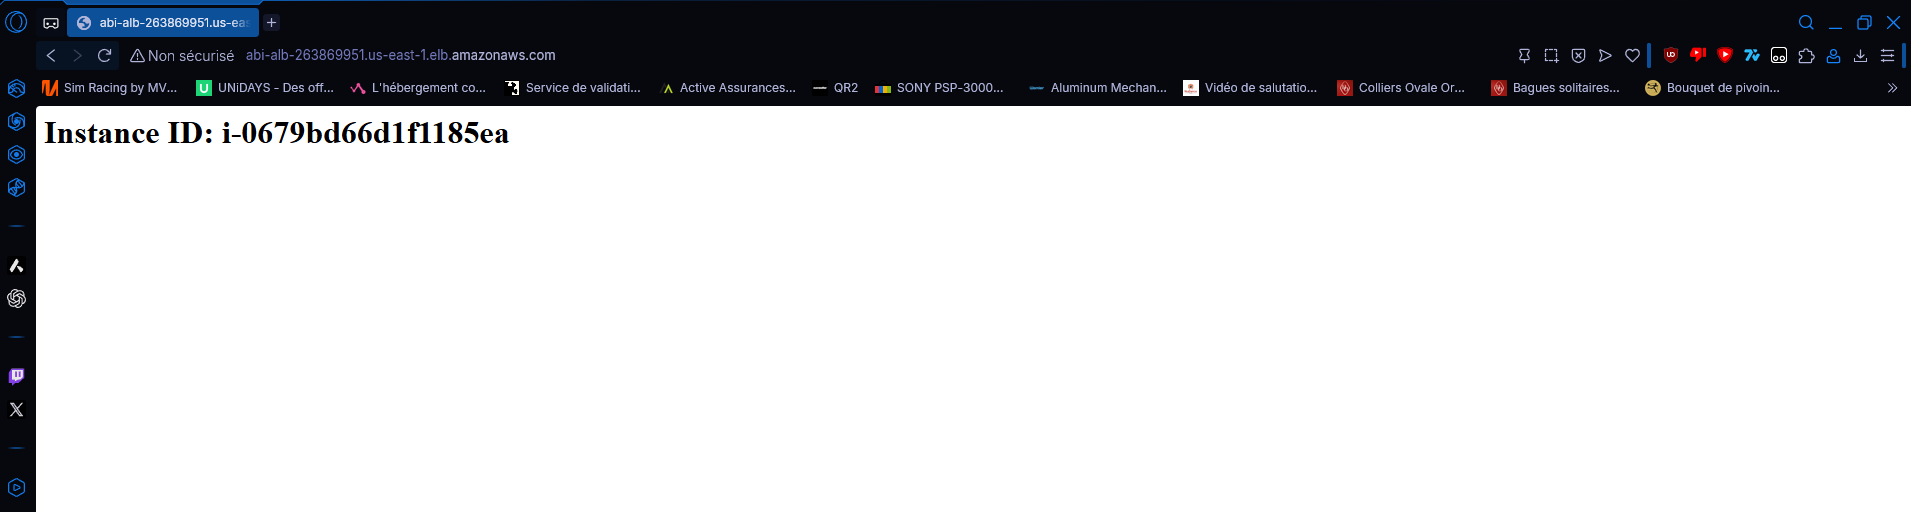 abi-alb-263869951.us-eas
Non sécurisé abi-alb-263869951.us-east-1.elb.amazonaws.com
Sim Racing by MV... UNiDAYS - Des off... L'hébergement co... Service de validati... Active Assurances... QR2 SONY PSP-3000... Aluminum Mechan... Vidéo de salutatio... Colliers Ovale Or... Bagues solitaires... Bouquet de pivoin...
Instance ID: i-0679bd66d1f1185ea